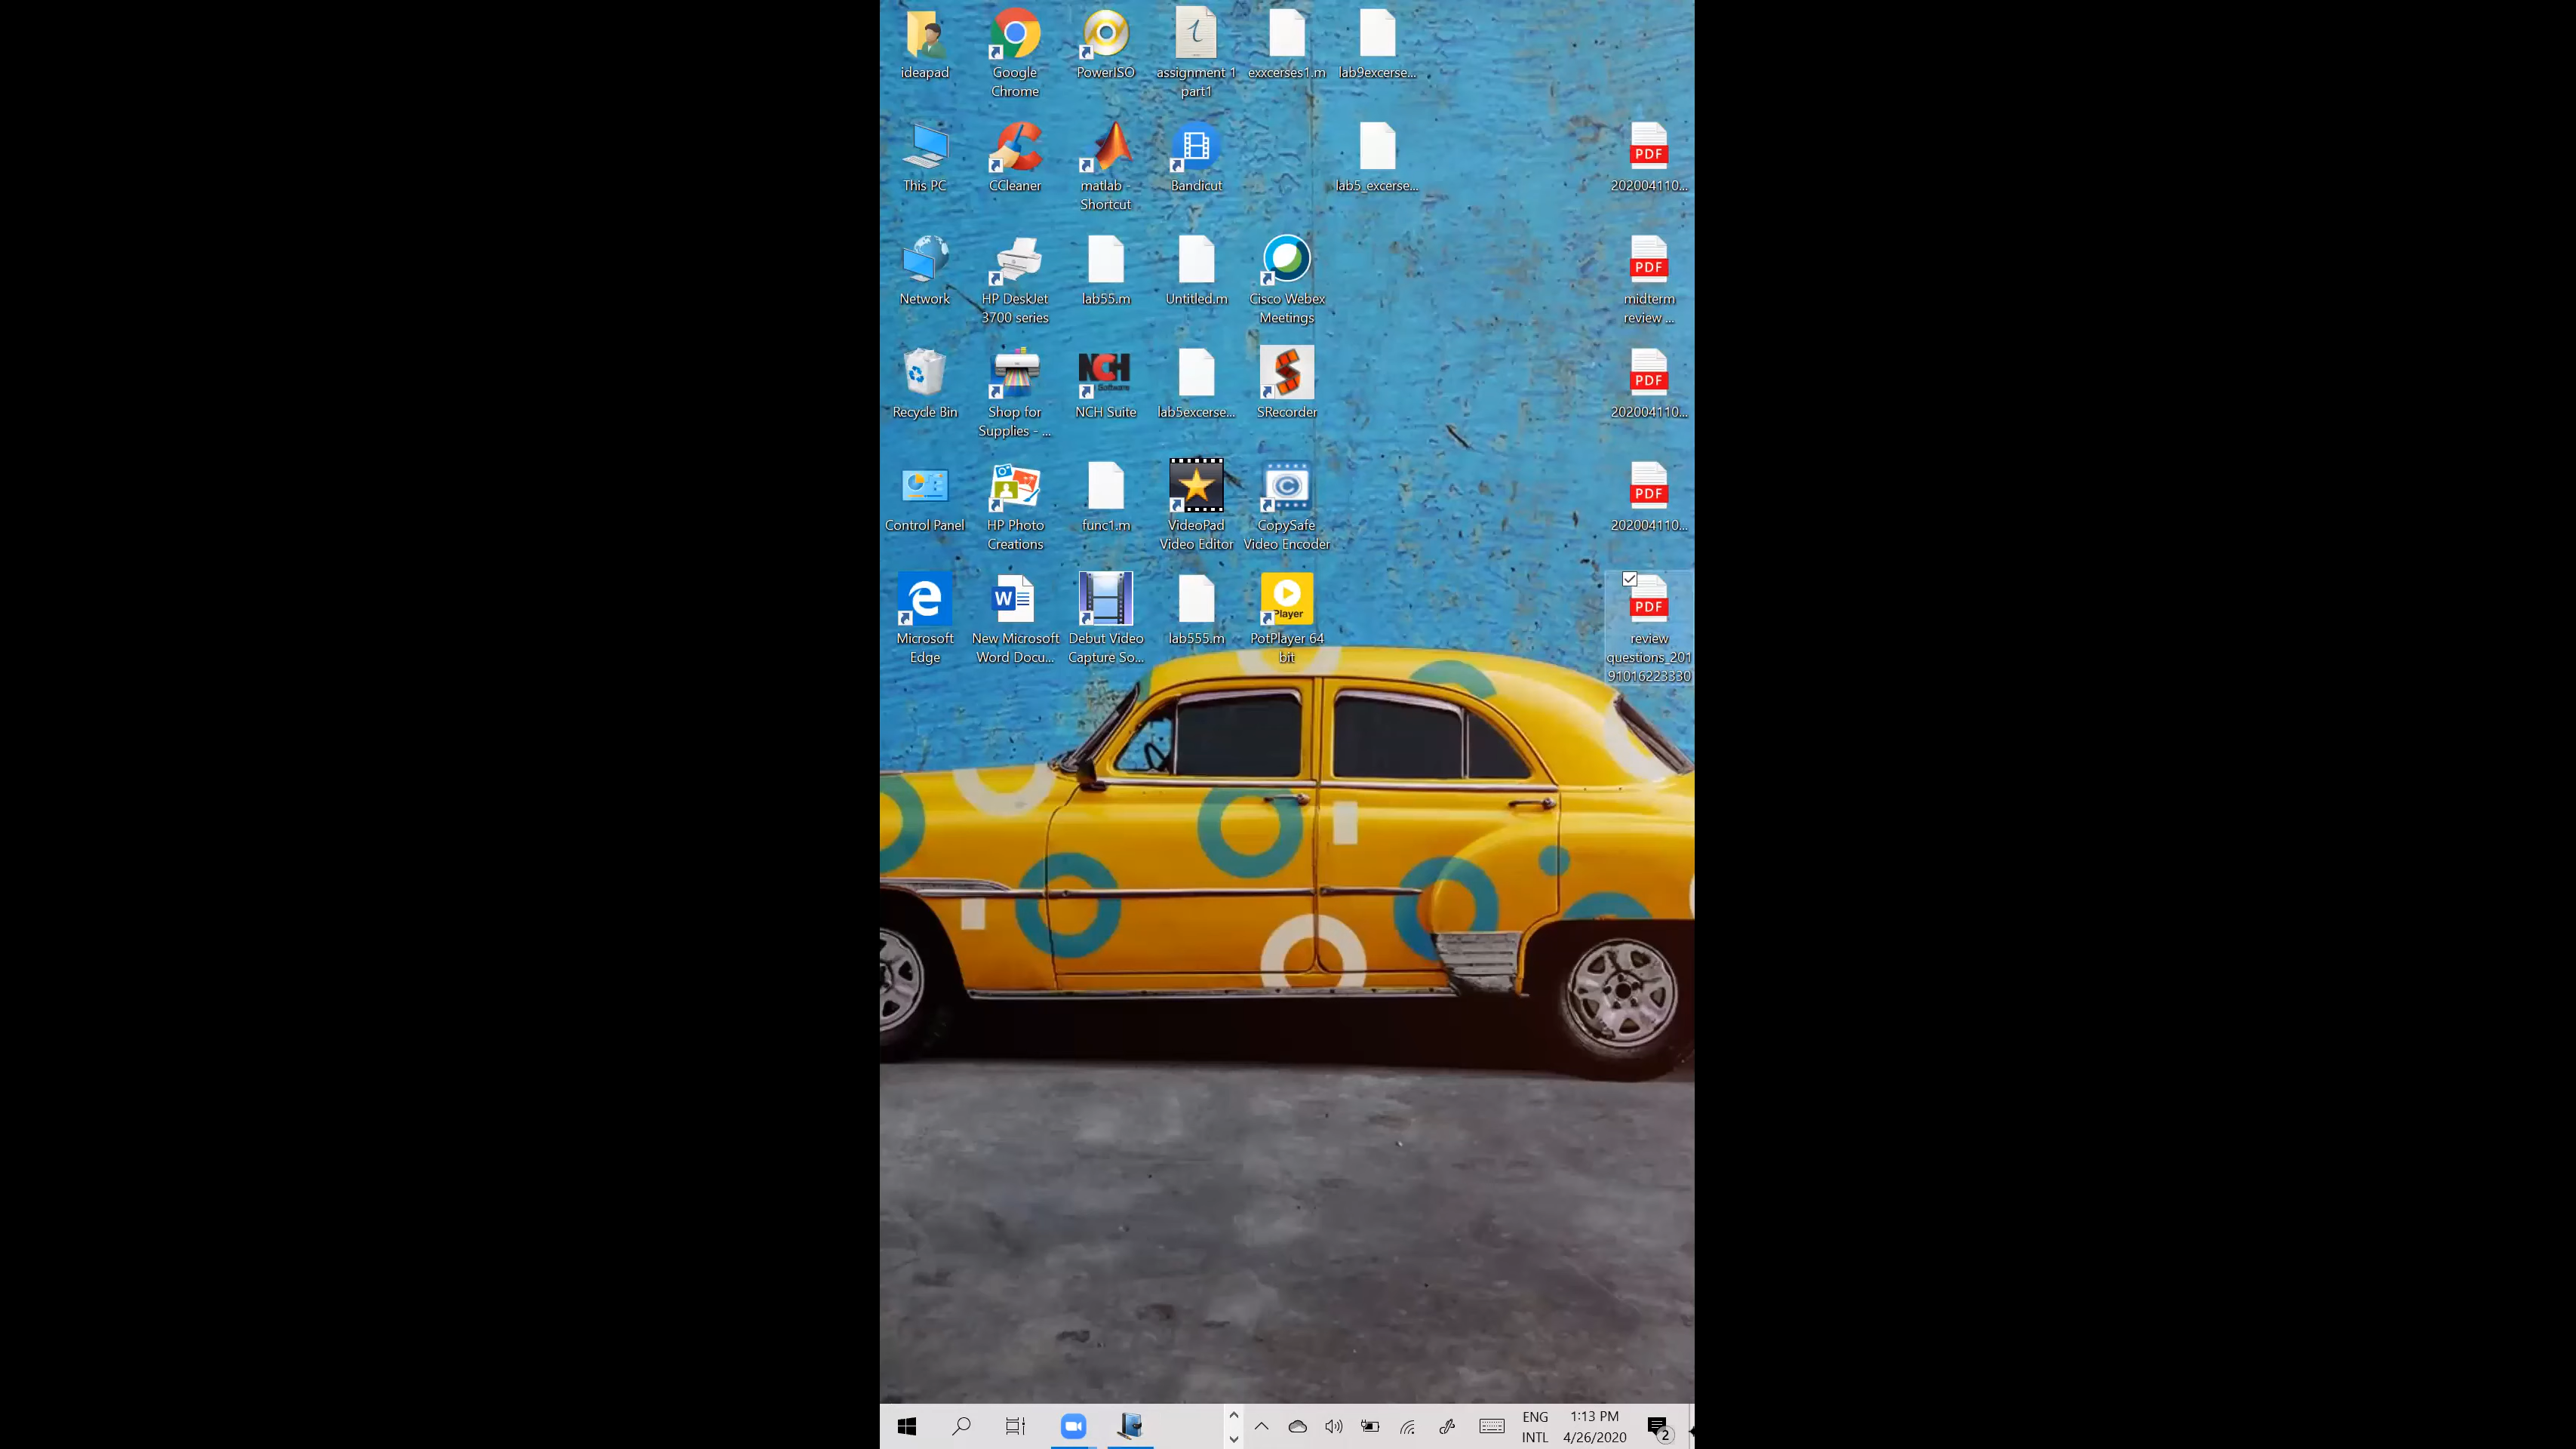 ideapad
Google
Chrome
PowerISO
assignment 1
part1
exxcerses1.m
lab9excerse...
This PC
CCleaner
matlab -
Shortcut
Bandicut
lab5_excerse...
PDF
202004110...
Network
HP DeskJet
3700 series
lab55.m
Untitled.m
Cisco Webex
Meetings
PDF
midterm
review ...
Recycle Bin
Shop for
Supplies - ...
NCH
Software
NCH Suite
lab5excerse...
SRecorder
PDF
202004110...
Control Panel
HP Photo
Creations
func1.m
VideoPad
Video Editor
CopySafe
Video Encoder
PDF
202004110...
Microsoft
Edge
W
New Microsoft
Word Docu...
Debut Video
Capture So...
lab555.m
Player
PotPlayer 64
bit
PDF
review
questions_201
91016223330
ENG
INTL
1:13 PM
4/26/2020
2